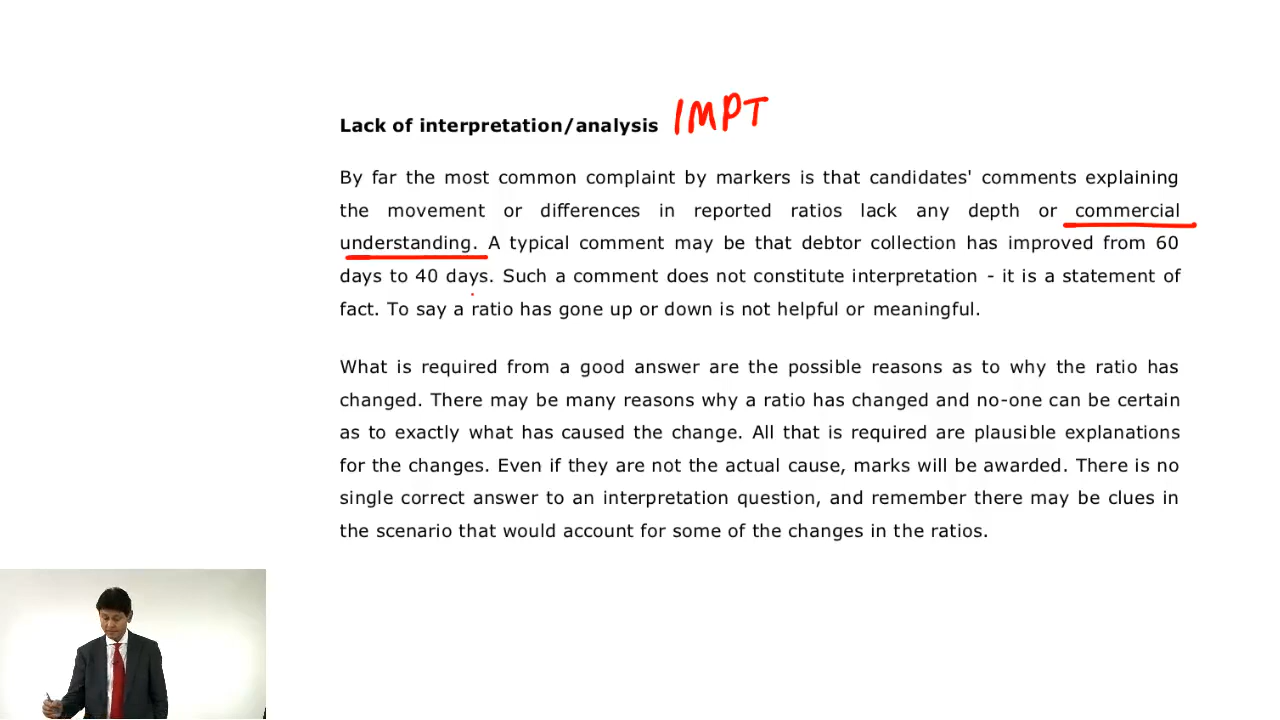 Lack of interpretation/analysis IMPT
By far the most common complaint by markers is that candidates' comments explaining
the movement or differences in reported ratios lack any depth or commercial
understanding. A typical comment may be that debtor collection has improved from 60
days to 40 days. Such a comment does not constitute interpretation - it is a statement of
fact. To say a ratio has gone up or down is not helpful or meaningful.
What is required from a good answer are the possible reasons as to why the ratio has
changed. There may be many reasons why a ratio has changed and no-one can be certain
as to exactly what has caused the change. All that is required are plausible explanations
for the changes. Even if they are not the actual cause, marks will be awarded. There is no
single correct answer to an interpretation question, and remember there may be clues in
the scenario that would account for some of the changes in the ratios.